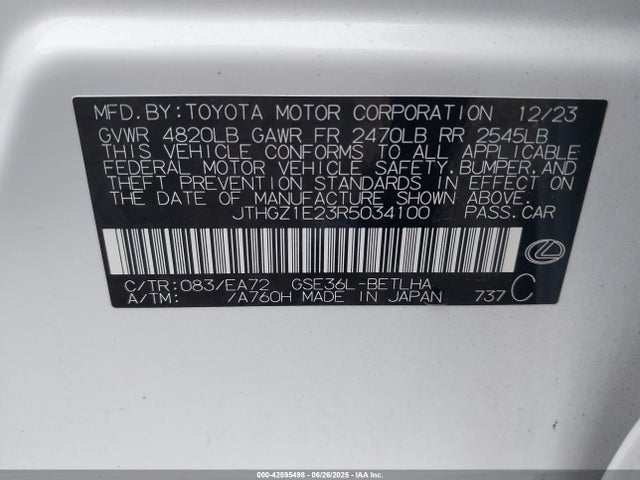 MFD.BY:TOYOTA MOTOR CORPORATION 12/23
GVWR 4820LB GAWR FR 2470LB RR 2545LB
THIS VEHICLE CONFORMS TO ALL APPLICABLE
FEDERAL MOTOR VEHICLE SAFETY,BUMPER,AND
THEFT PREVENTION STANDARDS IN EFFECT ON
THE DATE OF MANUFACTURE SHOWN ABOVE.
JTHGZ1E23R5034100 PASS.CAR
C/TR:083/EA72 GSE36L-BETLHA
A/TM: /A760H MADE IN JAPAN 737 C
000-42595498 - 06/26/2025 - IAA Inc.